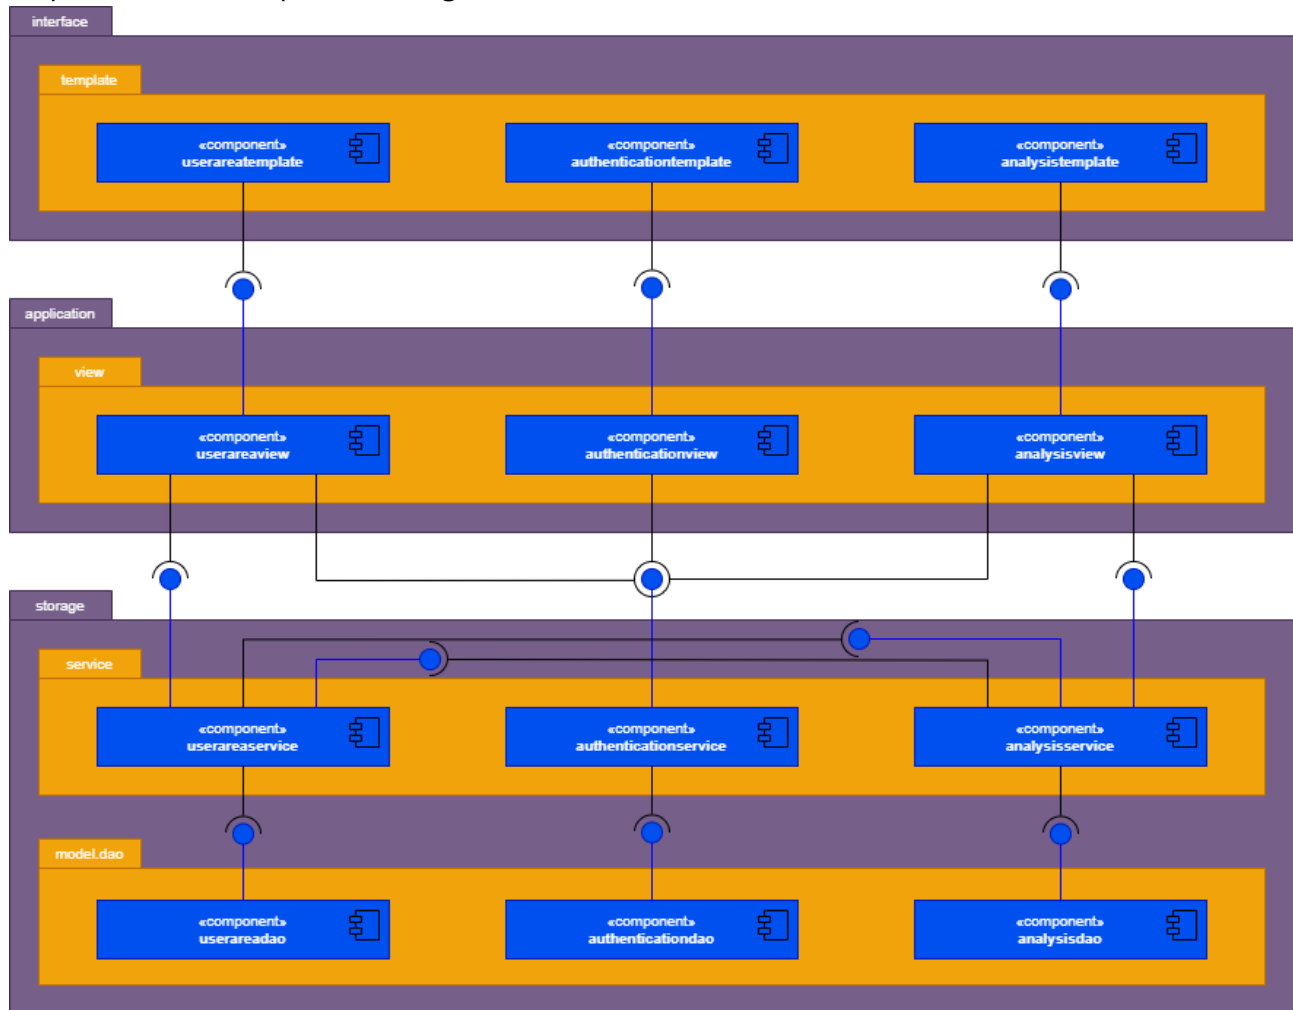 interface
template
«component»
userareatemplate
«component»
authenticationtemplate
«component»
analysistemplate
application
view
«component»
userareaview
«component»
authenticationview
«component»
analysisview
storage
service
«component»
userareaservice
«component»
authenticationservice
«component»
analysisservice
model.dao
«component»
userareadao
«component»
authenticationdao
«component»
analysisdao